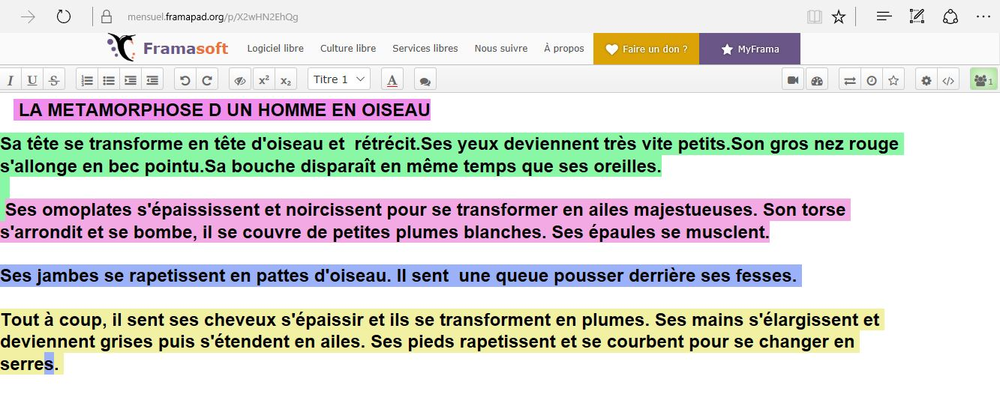 mensuel.framapad.org/p/X2wHN2EhQg
Framasoft Logiciel libre Culture libre Services libres Nous suivre À propos Faire un don ? MyFrama
I U S x² x₂ Titre 1 A </> 1
LA METAMORPHOSE D UN HOMME EN OISEAU
Sa tête se transforme en tête d'oiseau et  rétrécit.Ses yeux deviennent très vite petits.Son gros nez rouge
s'allonge en bec pointu.Sa bouche disparaît en même temps que ses oreilles.
Ses omoplates s'épaississent et noircissent pour se transformer en ailes majestueuses. Son torse
s'arrondit et se bombe, il se couvre de petites plumes blanches. Ses épaules se musclent.
Ses jambes se rapetissent en pattes d'oiseau. Il sent  une queue pousser derrière ses fesses.
Tout à coup, il sent ses cheveux s'épaissir et ils se transforment en plumes. Ses mains s'élargissent et
deviennent grises puis s'étendent en ailes. Ses pieds rapetissent et se courbent pour se changer en
serres.